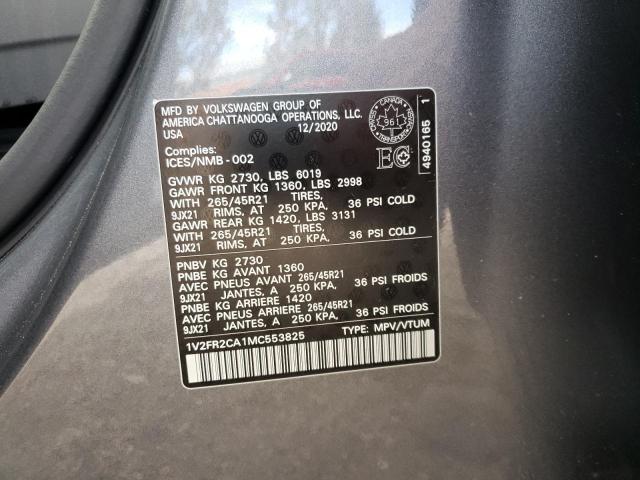 MFD BY VOLKSWAGEN GROUP OF
AMERICA CHATTANOOGA OPERATIONS, LLC.
USA 12/2020
Complies:
ICES/NMB-002
GVWR KG 2730, LBS 6019
GAWR FRONT KG 1360, LBS 2998
WITH 265/45R21 TIRES,
9JX21 RIMS, AT 250 KPA, 36 PSI COLD
GAWR REAR KG 1420, LBS 3131
WITH 265/45R21 TIRES,
9JX21 RIMS, AT 250 KPA, 36 PSI COLD
PNBV KG 2730
PNBE KG AVANT 1360
AVEC PNEUS AVANT 265/45R21
9JX21 JANTES, A 250 KPA, 36 PSI FROIDS
PNBE KG ARRIERE 1420
AVEC PNEUS ARRIERE 265/45R21
9JX21 JANTES, A 250 KPA, 36 PSI FROIDS
1V2FR2CA1MC553825 TYPE: MPV/VTUM
CANADA
961
TRANSPORT
EC
4940165 1